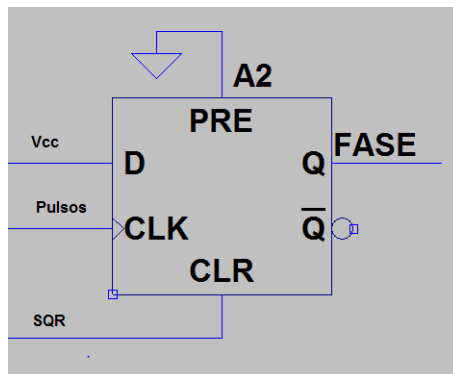 A2
PRE
Vcc
D
Q
FASE
Pulsos
CLK
Q̅
CLR
SQR